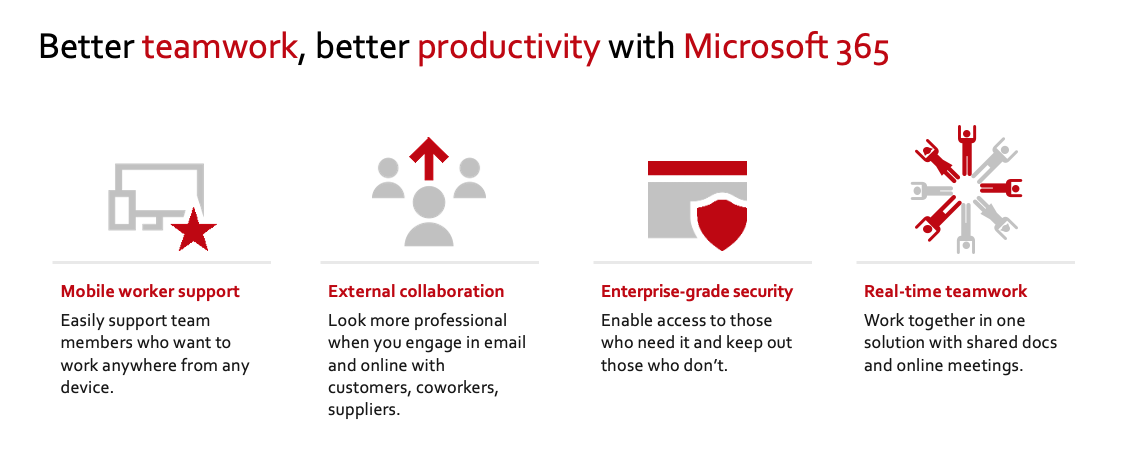 Better teamwork, better productivity with Microsoft 365
Mobile worker support
Easily support team
members who want to
work anywhere from any
device.
External collaboration
Look more professional
when you engage in email
and online with
customers, coworkers,
suppliers.
Enterprise-grade security
Enable access to those
who need it and keep out
those who don’t.
Real-time teamwork
Work together in one
solution with shared docs
and online meetings.